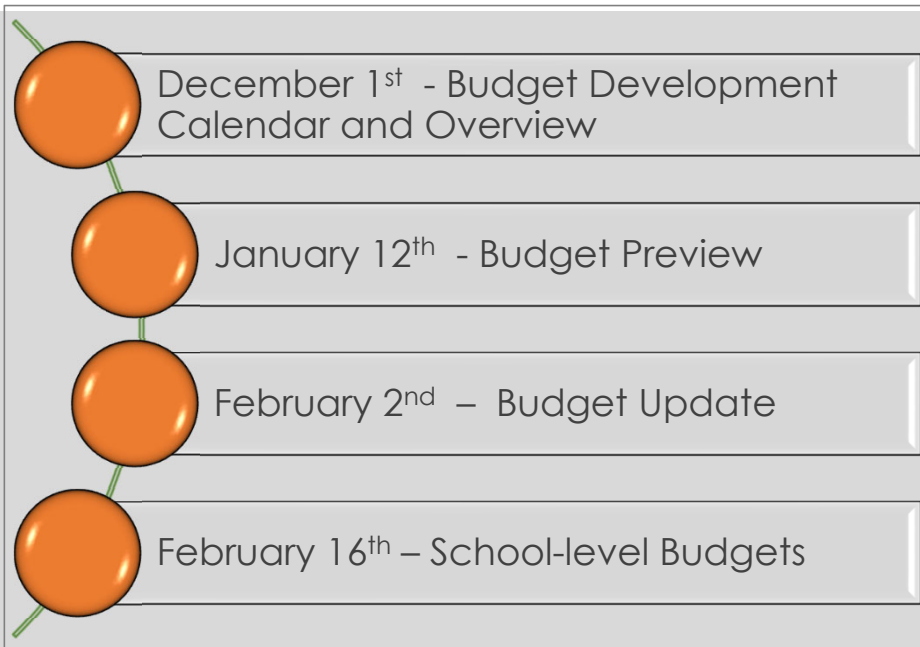 December 1st - Budget Development
Calendar and Overview
January 12th - Budget Preview
February 2nd – Budget Update
February 16th – School-level Budgets